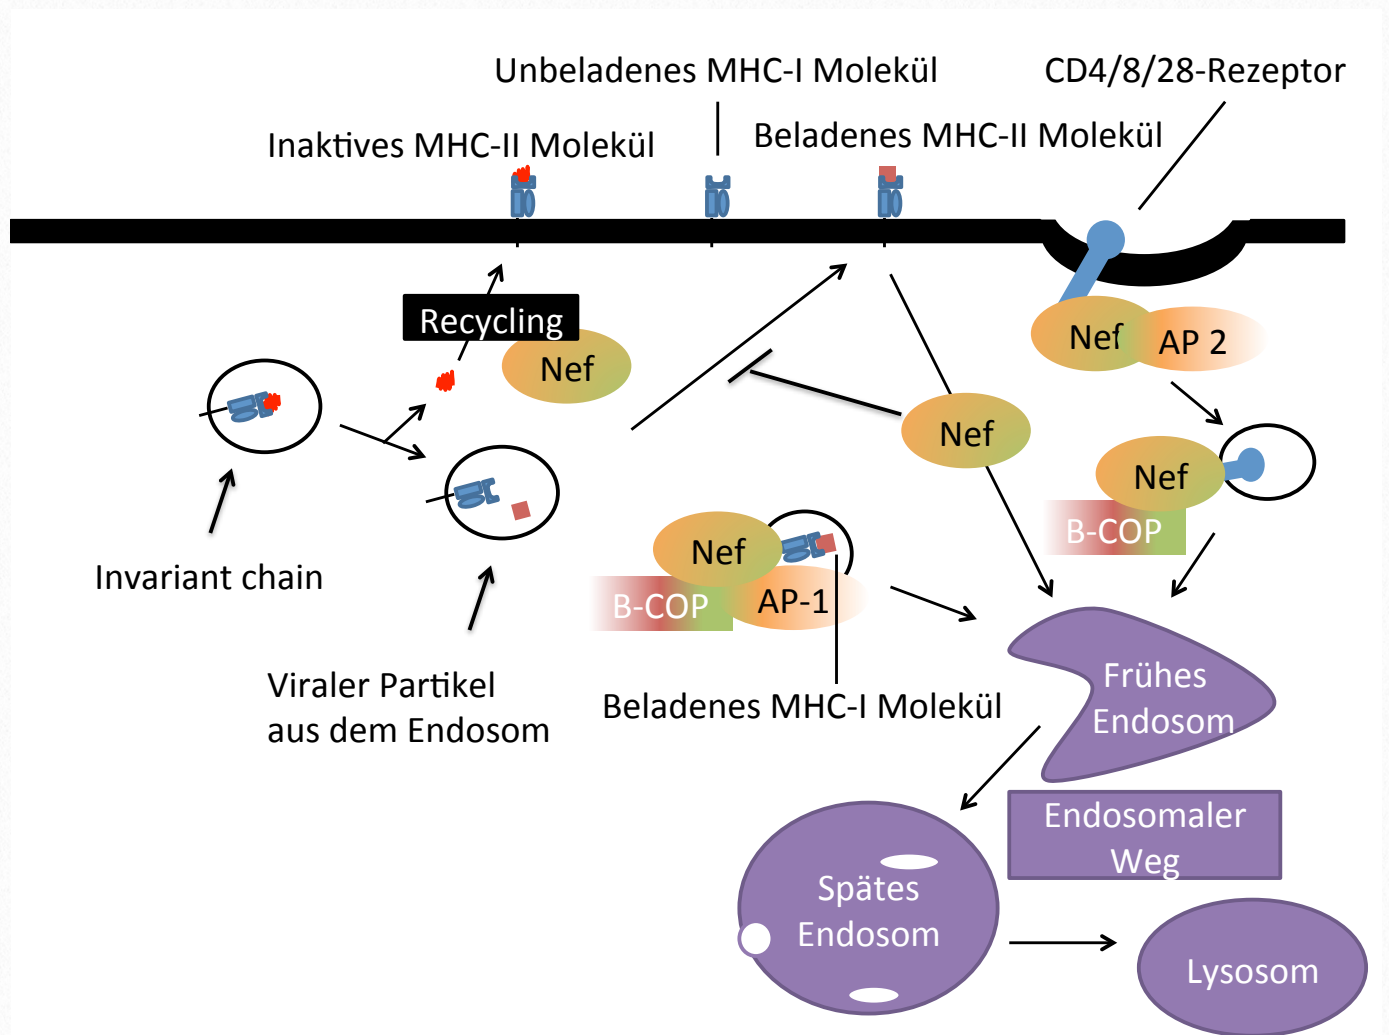 Unbeladenes MHC-I Molekül
CD4/8/28-Rezeptor
Inaktives MHC-II Molekül
Beladenes MHC-II Molekül
Recycling
Nef
Nef
AP 2
Nef
Nef
B-COP
Nef
B-COP
AP-1
Invariant chain
Viraler Partikel
aus dem Endosom
Beladenes MHC-I Molekül
Frühes
Endosom
Endosomaler
Weg
Spätes
Endosom
Lysosom